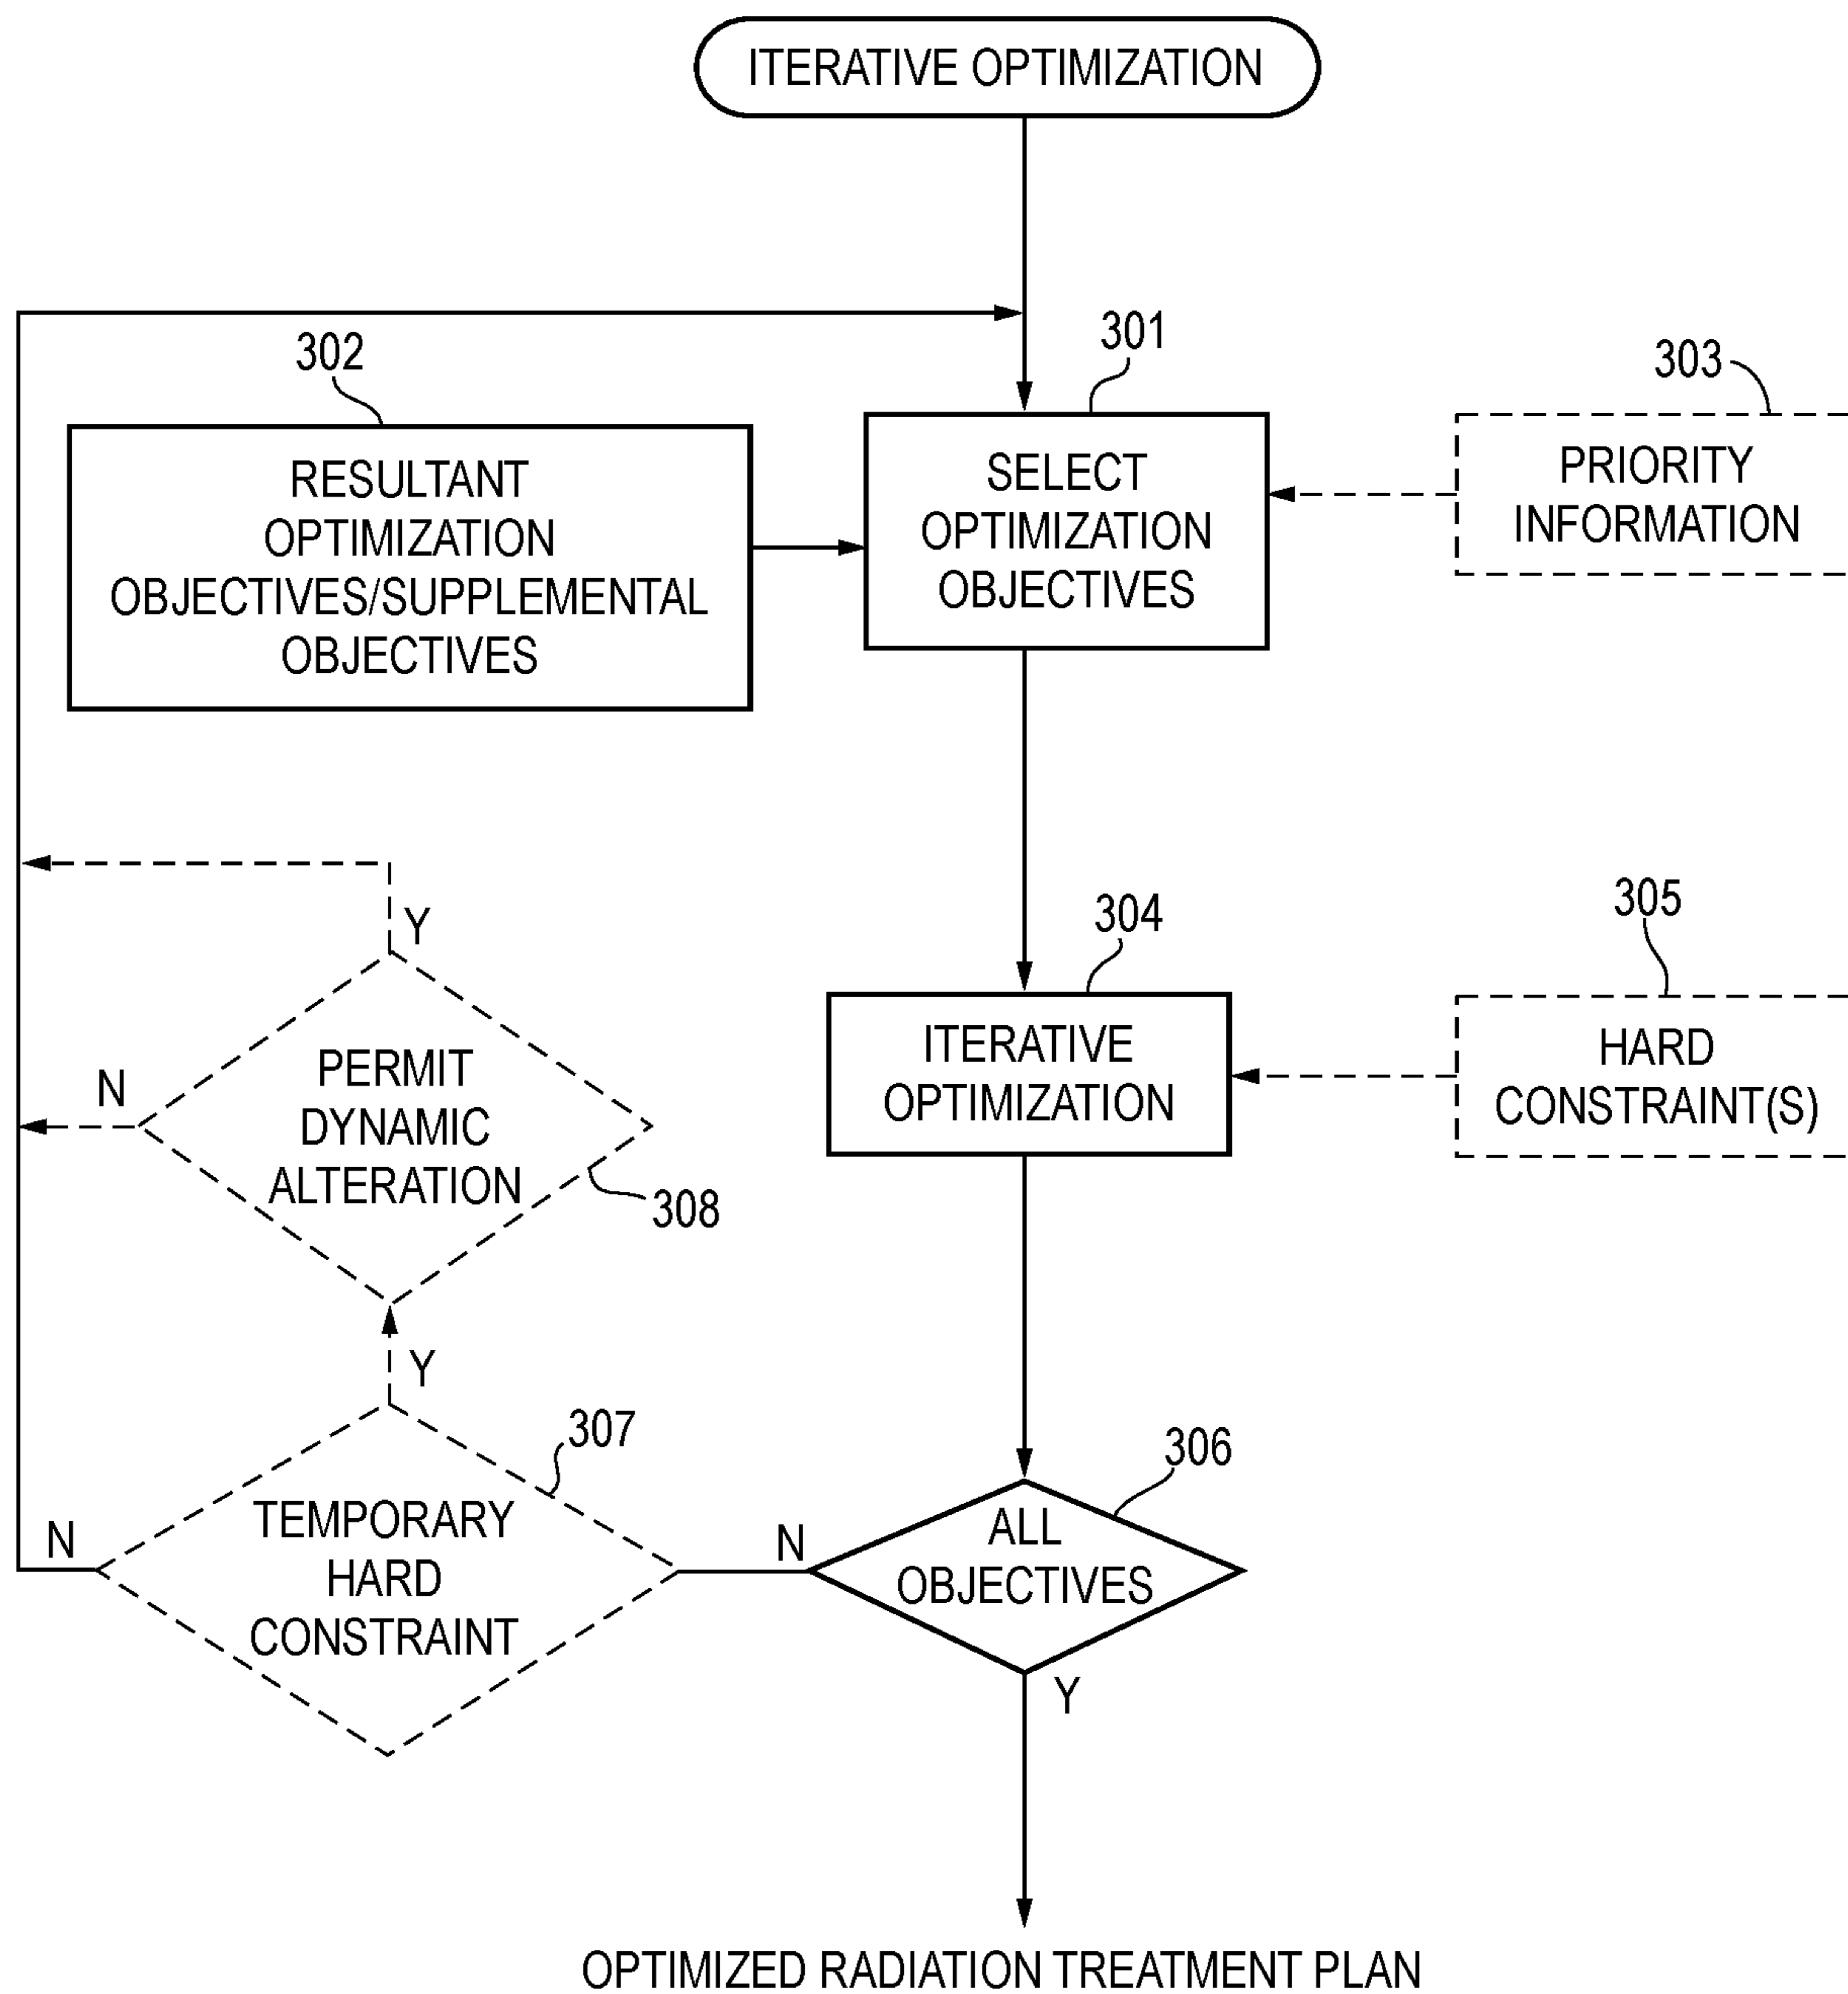 ITERATIVE OPTIMIZATION
302
301
303
RESULTANT
OPTIMIZATION
OBJECTIVES/SUPPLEMENTAL
OBJECTIVES
SELECT
OPTIMIZATION
OBJECTIVES
PRIORITY
INFORMATION
Y
304
305
N
PERMIT
DYNAMIC
ALTERATION
308
ITERATIVE
OPTIMIZATION
HARD
CONSTRAINT(S)
Y
307
306
N
TEMPORARY
HARD
CONSTRAINT
N
ALL
OBJECTIVES
Y
OPTIMIZED RADIATION TREATMENT PLAN